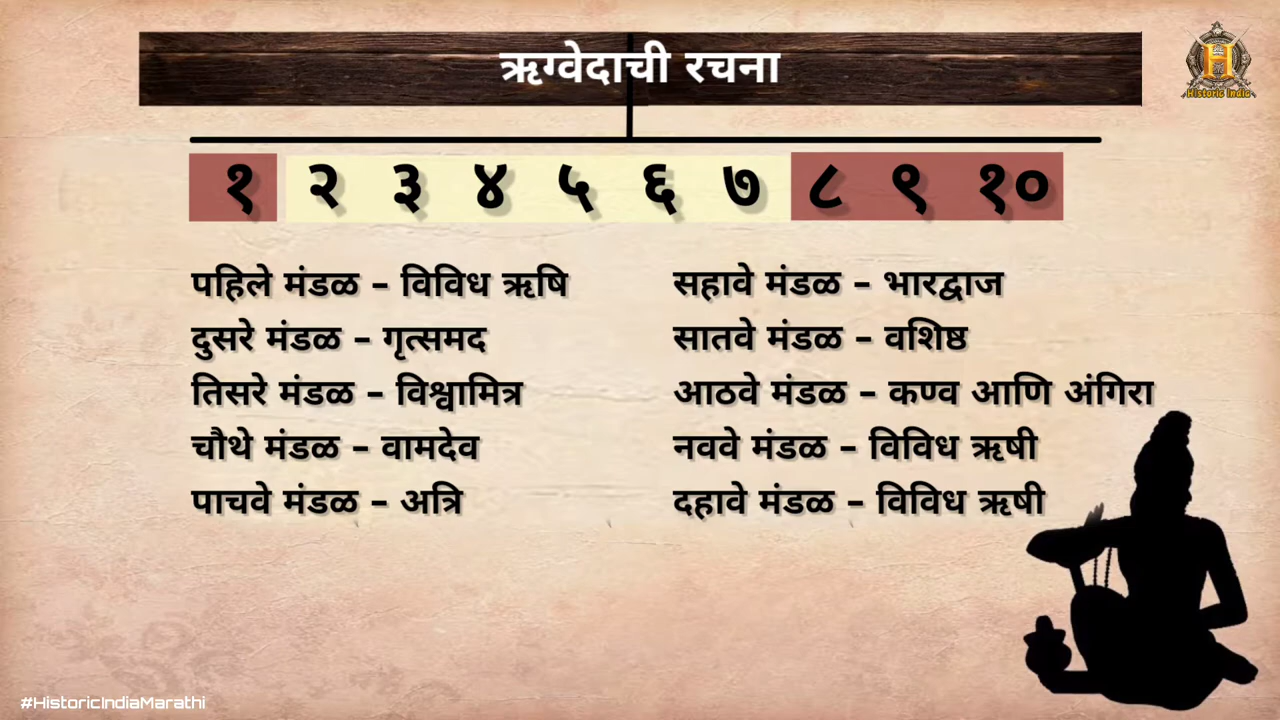 ऋग्वेदाची रचना
Historic India
१ २ ३ ४ ५ ६ ७ ८ ९ १०
पहिले मंडळ – विविध ऋषि
दुसरे मंडळ – गृत्समद
तिसरे मंडळ – विश्वामित्र
चौथे मंडळ – वामदेव
पाचवे मंडळ – अत्रि
सहावे मंडळ – भारद्वाज
सातवे मंडळ – वशिष्ठ
आठवे मंडळ – कण्व आणि अंगिरा
नववे मंडळ – विविध ऋषी
दहावे मंडळ – विविध ऋषी
#HistoricIndiaMarathi